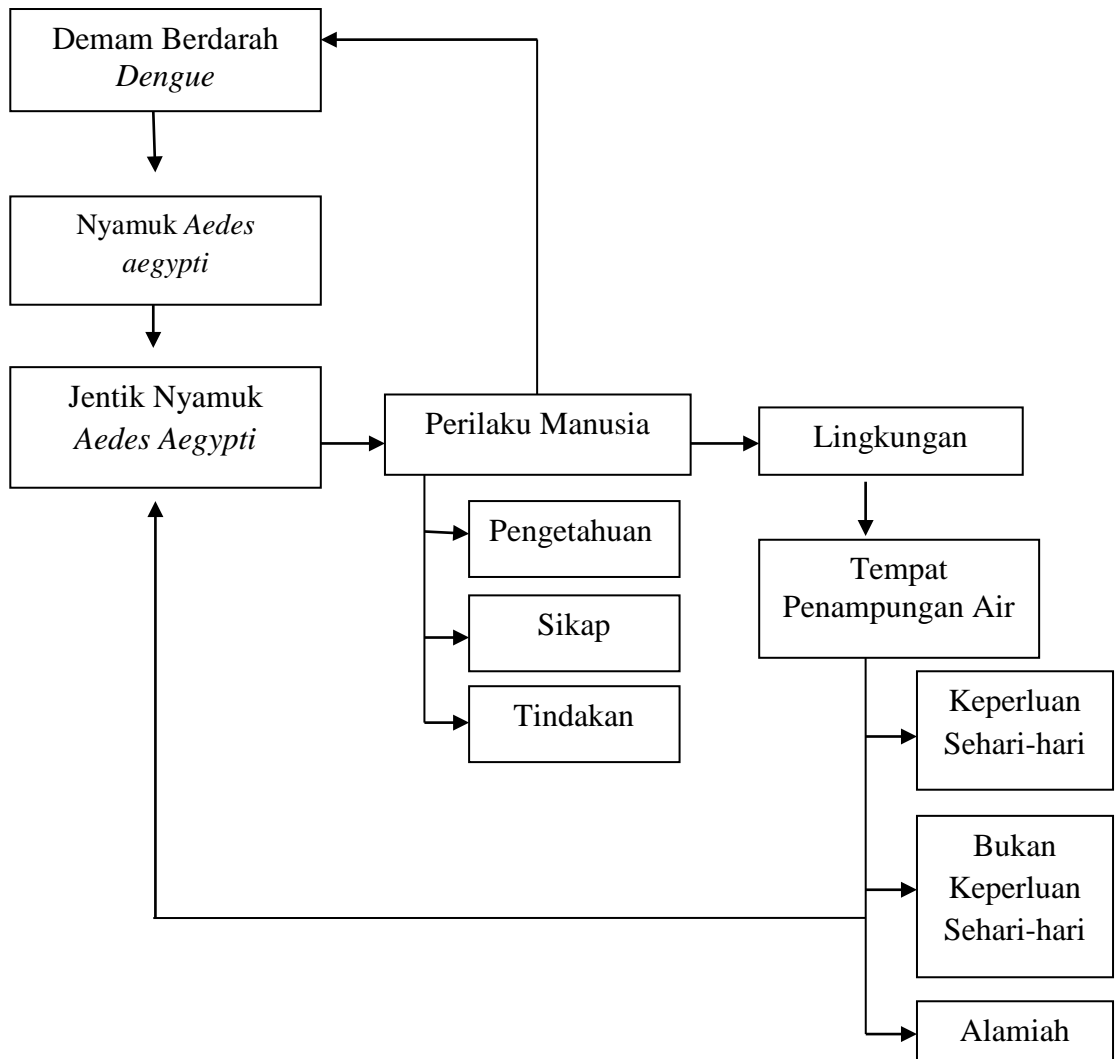 Demam Berdarah
Dengue
Nyamuk Aedes
aegypti
Jentik Nyamuk
Aedes Aegypti
Perilaku Manusia
Lingkungan
Pengetahuan
Sikap
Tindakan
Tempat
Penampungan Air
Keperluan
Sehari-hari
Bukan
Keperluan
Sehari-hari
Alamiah